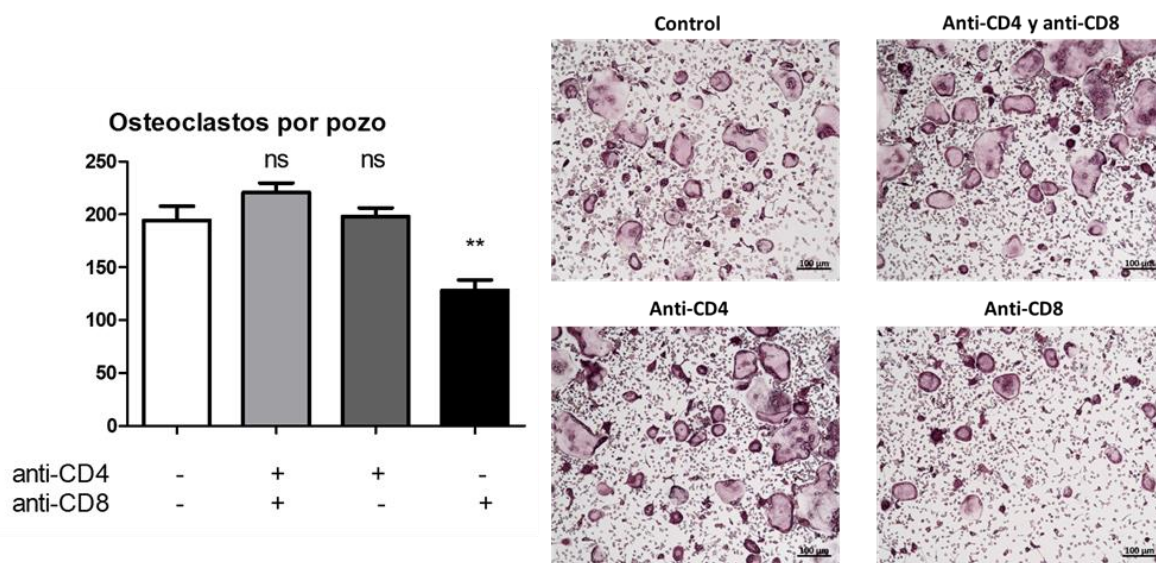 Osteoclastos por pozo
250
200
150
100
50
0
ns
ns
**
anti-CD4 - + + -
anti-CD8 - + - +
Control
Anti-CD4 y anti-CD8
100 µm
100 µm
Anti-CD4
Anti-CD8
100 µm
100 µm